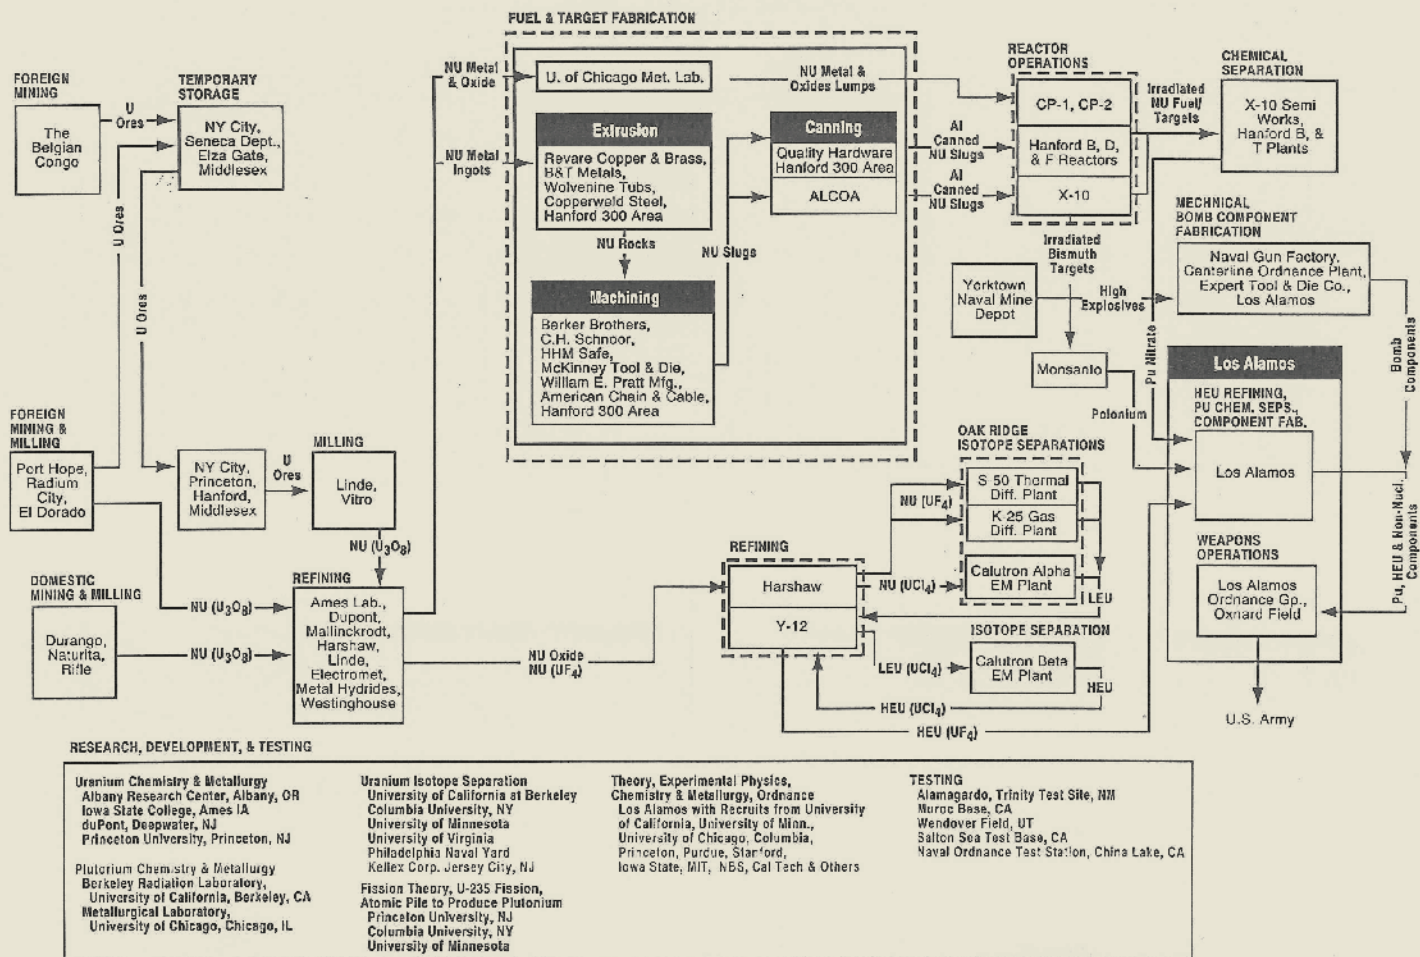 FUEL & TARGET FABRICATION
FOREIGN
MINING
The
Belgian
Congo
U
Ores
TEMPORARY
STORAGE
NY City,
Seneca Dept.,
Elza Gate,
Middlesex
U Ores
U Ores
NU Metal
& Oxide
NU Metal
Ingots
U. of Chicago Met. Lab.
NU Metal &
Oxides Lumps
Extrusion
Revare Copper & Brass,
B&T Metals,
Wolvenine Tubs,
Copperweld Steel,
Hanford 300 Area
NU Rocks
Machining
Berker Brothers,
C.H. Schnoor,
HHM Safe,
McKinney Tool & Die,
William E. Pratt Mfg.,
American Chain & Cable,
Hanford 300 Area
NU Slugs
Canning
Quality Hardware
Hanford 300 Area
ALCOA
Al
Canned
NU Slugs
Al
Canned
NU Slugs
REACTOR
OPERATIONS
CP-1, CP-2
Hanford B, D,
& F Reactors
X-10
Irradiated
NU Fuel/
Targets
CHEMICAL
SEPARATION
X-10 Semi
Works,
Hanford B, &
T Plants
Irradiated
Bismuth
Targets
Yorktown
Naval Mine
Depot
High
Explosives
MECHNICAL
BOMB COMPONENT
FABRICATION
Naval Gun Factory,
Centerline Ordnance Plant,
Expert Tool & Die Co.,
Los Alamos
Bomb
Components
Pu Nitrate
Monsanto
Polonium
Los Alamos
HEU REFINING,
PU CHEM. SEPS.,
COMPONENT FAB.
Los Alamos
Pu, HEU & Non-Nucl.
Components
WEAPONS
OPERATIONS
Los Alamos
Ordnance Gp.,
Oxnard Field
U.S. Army
FOREIGN
MINING &
MILLING
Port Hope,
Radium
City,
El Dorado
NY City,
Princeton,
Hanford,
Middlesex
U
Ores
MILLING
Linde,
Vitro
NU (U₃O₈)
NU (U₃O₈)
DOMESTIC
MINING & MILLING
Durango,
Naturita,
Rifle
NU (U₃O₈)
REFINING
Ames Lab.,
Dupont,
Mallinckrodt,
Harshaw,
Linde,
Electromet,
Metal Hydrides,
Westinghouse
NU Oxide
NU (UF₄)
REFINING
Harshaw
Y-12
OAK RIDGE
ISOTOPE SEPARATIONS
NU (UF₄)
S-50 Thermal
Diff. Plant
K-25 Gas
Diff. Plant
NU (UCl₄)
Calutron Alpha
EM Plant
LEU
ISOTOPE SEPARATION
LEU (UCl₄)
Calutron Beta
EM Plant
HEU
HEU (UCl₄)
HEU (UF₄)
RESEARCH, DEVELOPMENT, & TESTING
Uranium Chemistry & Metallurgy
Albany Research Center, Albany, OR
Iowa State College, Ames IA
duPont, Deepwater, NJ
Princeton University, Princeton, NJ
Plutorium Chemistry & Metallurgy
Berkeley Radiation Laboratory,
University of California, Berkeley, CA
Metallurgical Laboratory,
University of Chicago, Chicago, IL
Uranium Isotope Separation
University of California at Berkeley
Columbia University, NY
University of Minnesota
University of Virginia
Philadelphia Naval Yard
Kellex Corp. Jersey City, NJ
Fission Theory, U-235 Fission,
Atomic Pile to Produce Plutonium
Princeton University, NJ
Columbia University, NY
University of Minnesota
Theory, Experimental Physics,
Chemistry & Metallurgy, Ordnance
Los Alamos with Recruits from University
of California, University of Minn.,
University of Chicago, Columbia,
Princeton, Purdue, Stanford,
Iowa State, MIT, NBS, Cal Tech & Others
TESTING
Alamagardo, Trinity Test Site, NM
Muroc Base, CA
Wendover Field, UT
Salton Sea Test Base, CA
Naval Ordnance Test Station, China Lake, CA